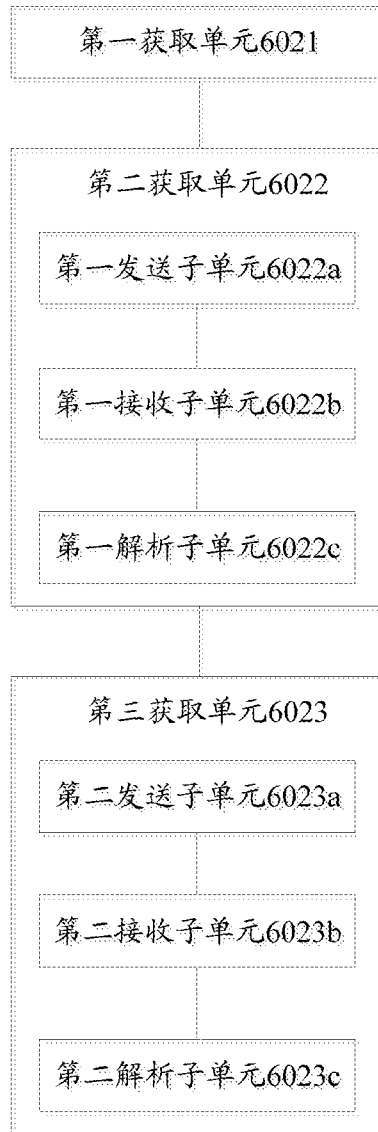 第一获取单元6021
第二获取单元6022
第一发送子单元6022a
第一接收子单元6022b
第一解析子单元6022c
第三获取单元6023
第二发送子单元6023a
第二接收子单元6023b
第二解析子单元6023c